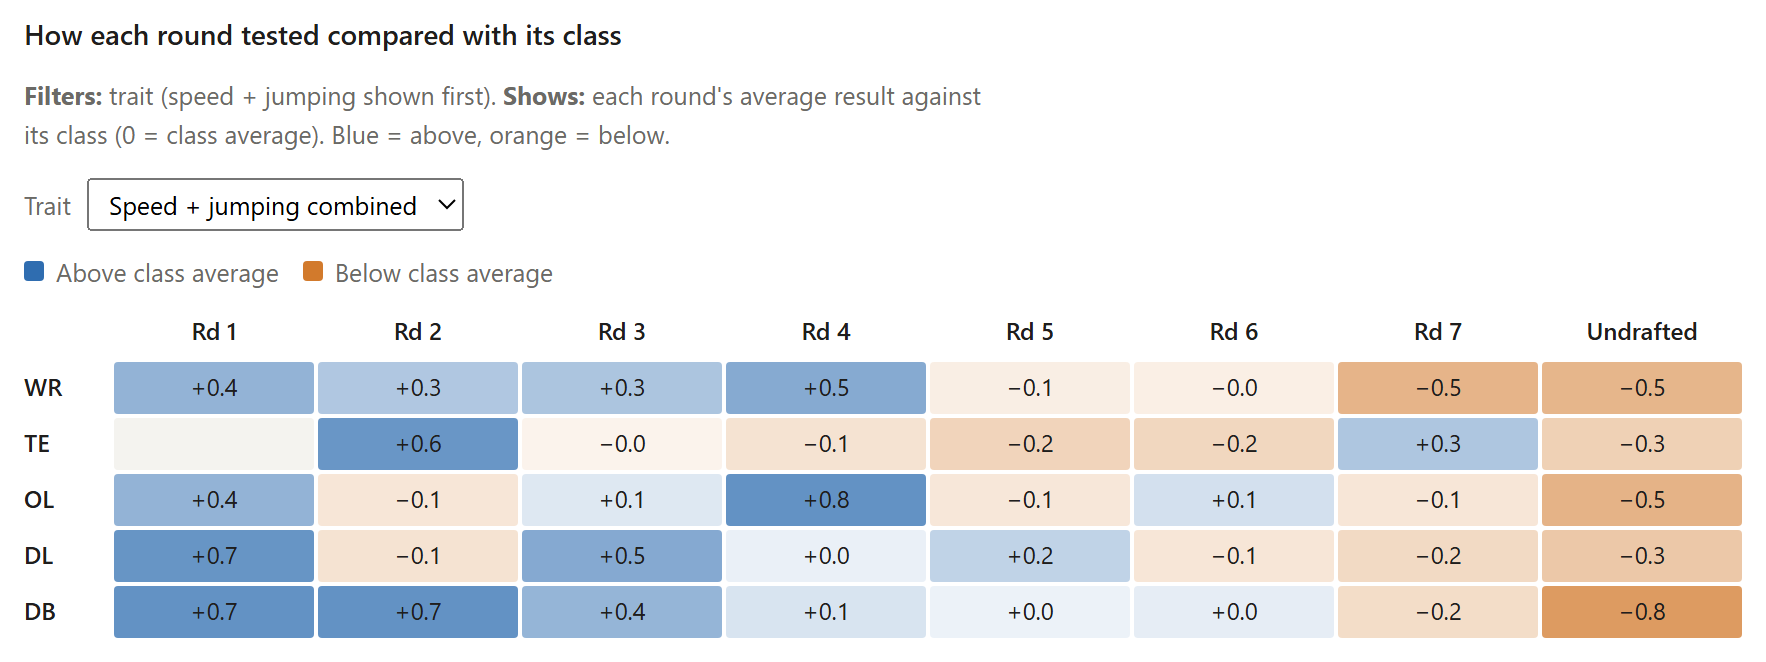 How each round tested compared with its class
Filters: trait (speed + jumping shown first). Shows: each round's average result against
its class (0 = class average). Blue = above, orange = below.
Trait Speed + jumping combined
Above class average Below class average
Rd 1 Rd 2 Rd 3 Rd 4 Rd 5 Rd 6 Rd 7 Undrafted
WR +0.4 +0.3 +0.3 +0.5 −0.1 −0.0 −0.5 −0.5
TE +0.6 −0.0 −0.1 −0.2 −0.2 +0.3 −0.3
OL +0.4 −0.1 +0.1 +0.8 −0.1 +0.1 −0.1 −0.5
DL +0.7 −0.1 +0.5 +0.0 +0.2 −0.1 −0.2 −0.3
DB +0.7 +0.7 +0.4 +0.1 +0.0 +0.0 −0.2 −0.8